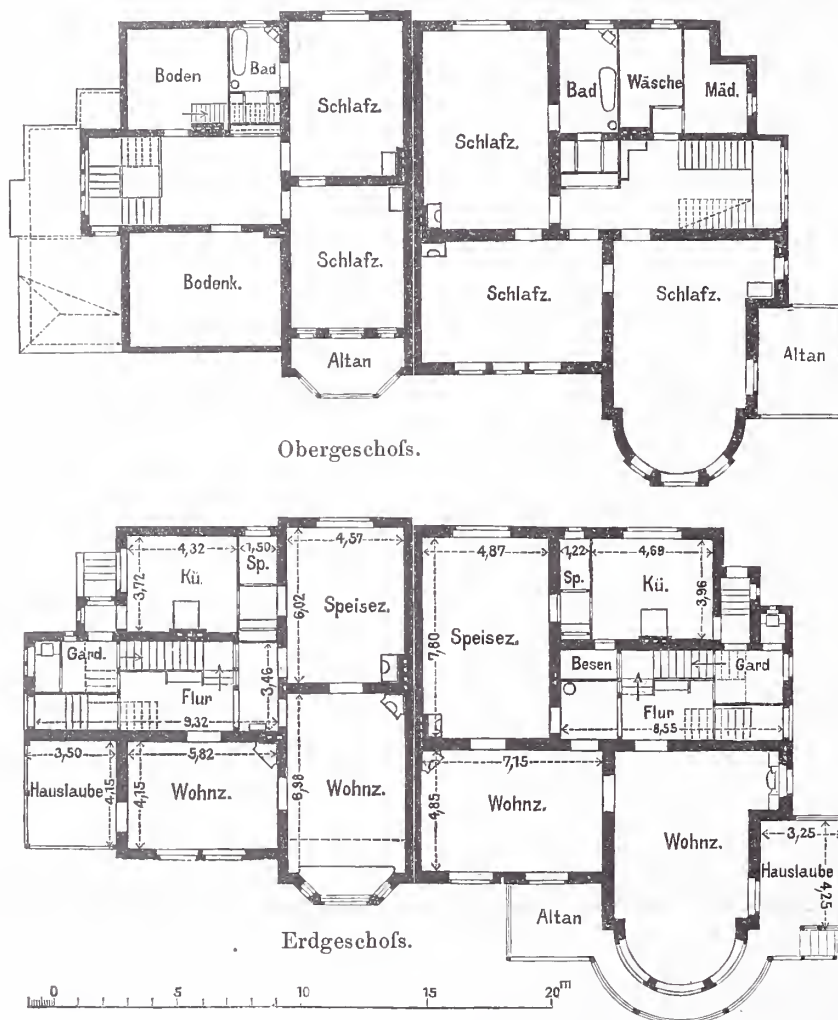 Boden
Bad
Schlafz.
Schlafz.
Bad
Wäsche
Mäd.
Bodenk.
Schlafz.
Schlafz.
Schlafz.
Altan
Altan
Obergeschoſs.
4,32
1,50
4,57
4,87
1,22
4,69
3,72
Kü.
Sp.
6,02
Speisez.
7,80
Speisez.
Sp.
Kü.
3,96
Gard.
Flur
3,46
9,32
Besen
Gard
Flur
8,55
3,50
5,82
Hauslaube
4,15
4,15
Wohnz.
6,98
Wohnz.
7,15
4,85
Wohnz.
Wohnz.
3,25
Hauslaube
4,25
Altan
Erdgeschoſs.
0 5 10 15 20 m